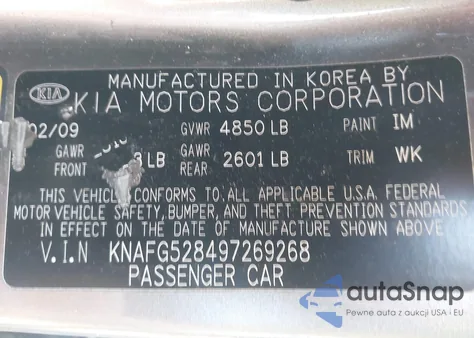 MANUFACTURED IN KOREA BY
KIA KIA MOTORS CORPORATION
02/09 GVWR 4850 LB PAINT IM
GAWR FRONT LB GAWR REAR 2601 LB TRIM WK
THIS VEHICLE CONFORMS TO ALL APPLICABLE U.S.A. FEDERAL
MOTOR VEHICLE SAFETY, BUMPER, AND THEFT PREVENTION STANDARDS
IN EFFECT ON THE DATE OF MANUFACTURE SHOWN ABOVE.
V.I.N KNAFG528497269268
PASSENGER CAR
autoSnap
Pewne auta z aukcji USA i EU